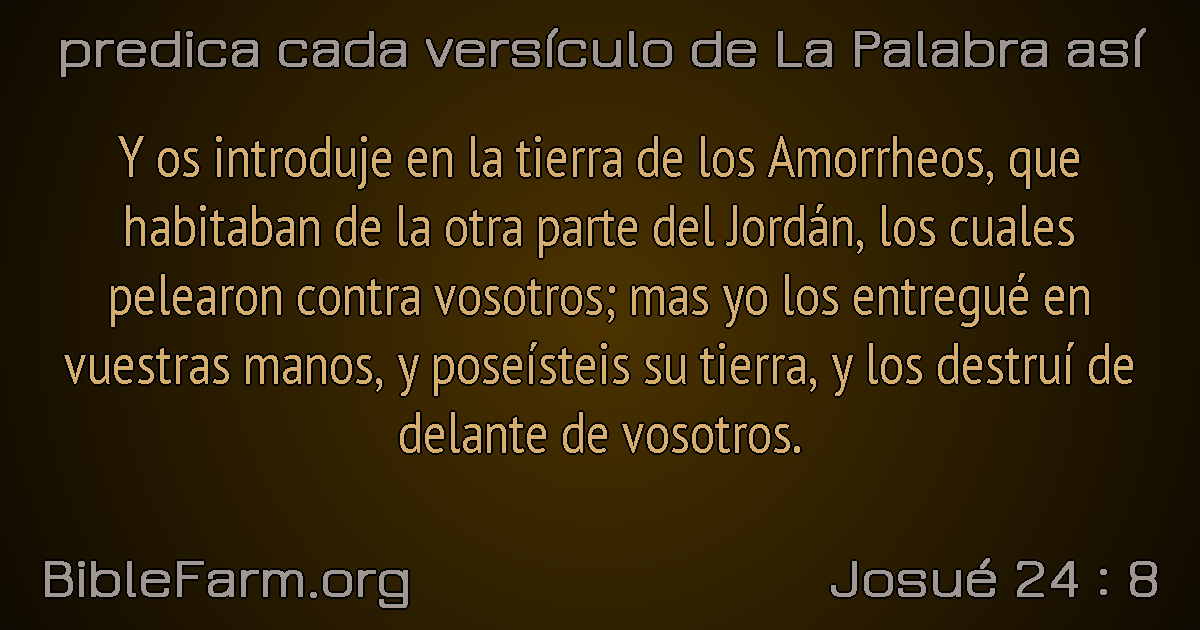 predica cada versículo de La Palabra así
Y os introduje en la tierra de los Amorrheos, que
habitaban de la otra parte del Jordán, los cuales
pelearon contra vosotros; mas yo los entregué en
vuestras manos, y poseísteis su tierra, y los destruí de
delante de vosotros.
BibleFarm.org
Josué 24 : 8